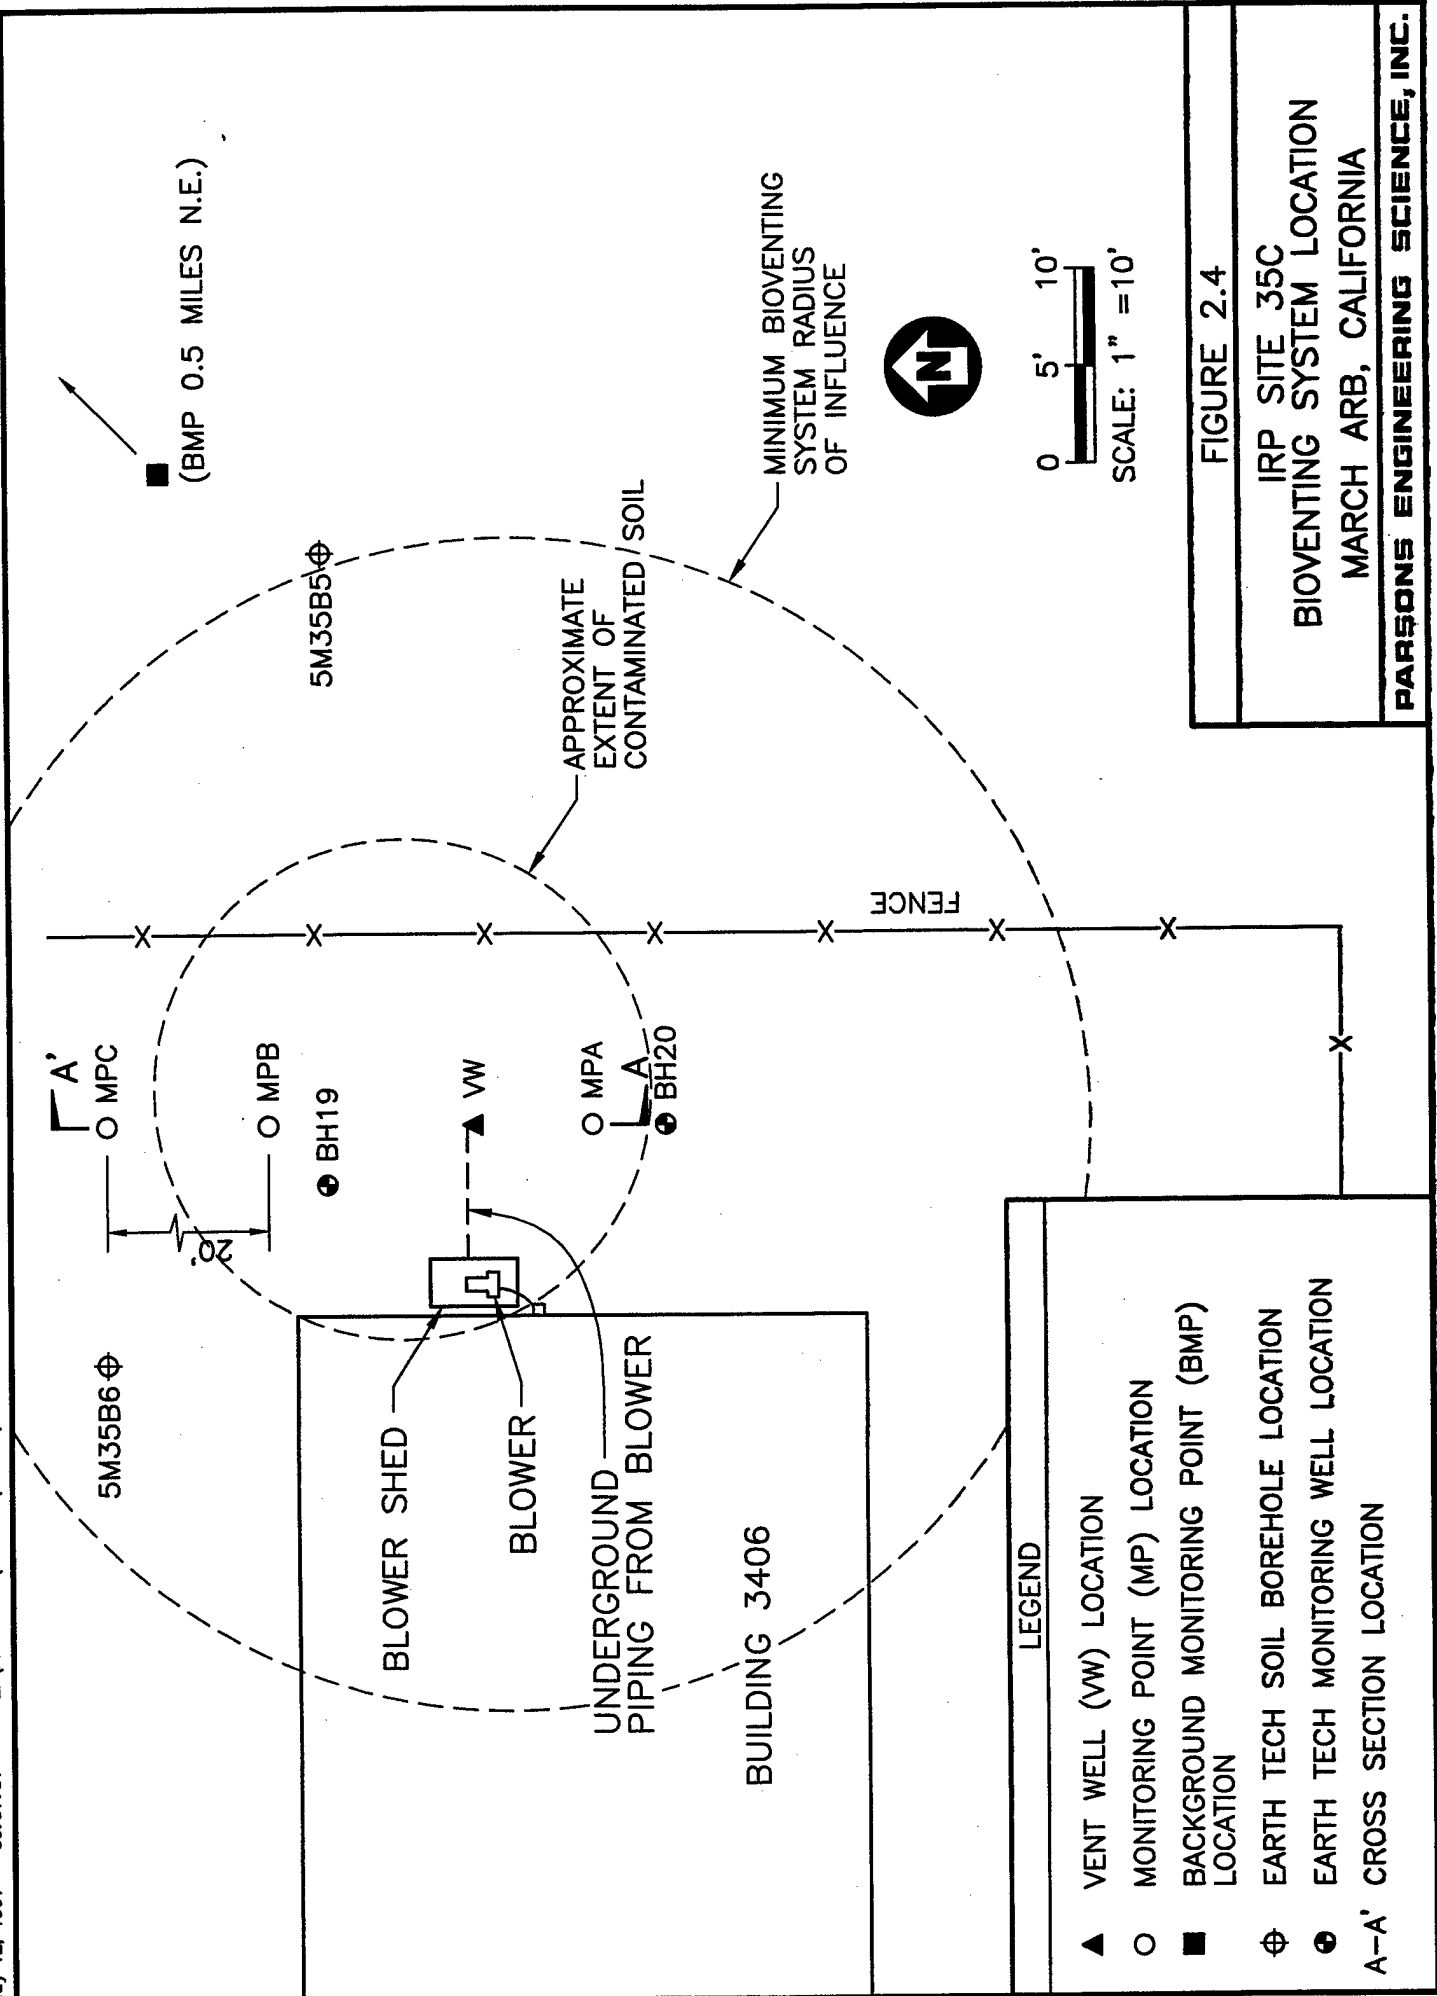 5M35B6
A'
MPC
20'
MPB
BH19
VW
MPA
A
BH20
(BMP 0.5 MILES N.E.)
5M35B5
APPROXIMATE
EXTENT OF
CONTAMINATED SOIL
MINIMUM BIOVENTING
SYSTEM RADIUS
OF INFLUENCE
BLOWER SHED
BLOWER
UNDERGROUND
PIPING FROM BLOWER
BUILDING 3406
FENCE
N
0 5' 10'
SCALE: 1" =10'
LEGEND
VENT WELL (VW) LOCATION
MONITORING POINT (MP) LOCATION
BACKGROUND MONITORING POINT (BMP)
LOCATION
EARTH TECH SOIL BOREHOLE LOCATION
EARTH TECH MONITORING WELL LOCATION
A-A' CROSS SECTION LOCATION
FIGURE 2.4
IRP SITE 35C
BIOVENTING SYSTEM LOCATION
MARCH ARB, CALIFORNIA
PARSONS ENGINEERING SCIENCE, INC.